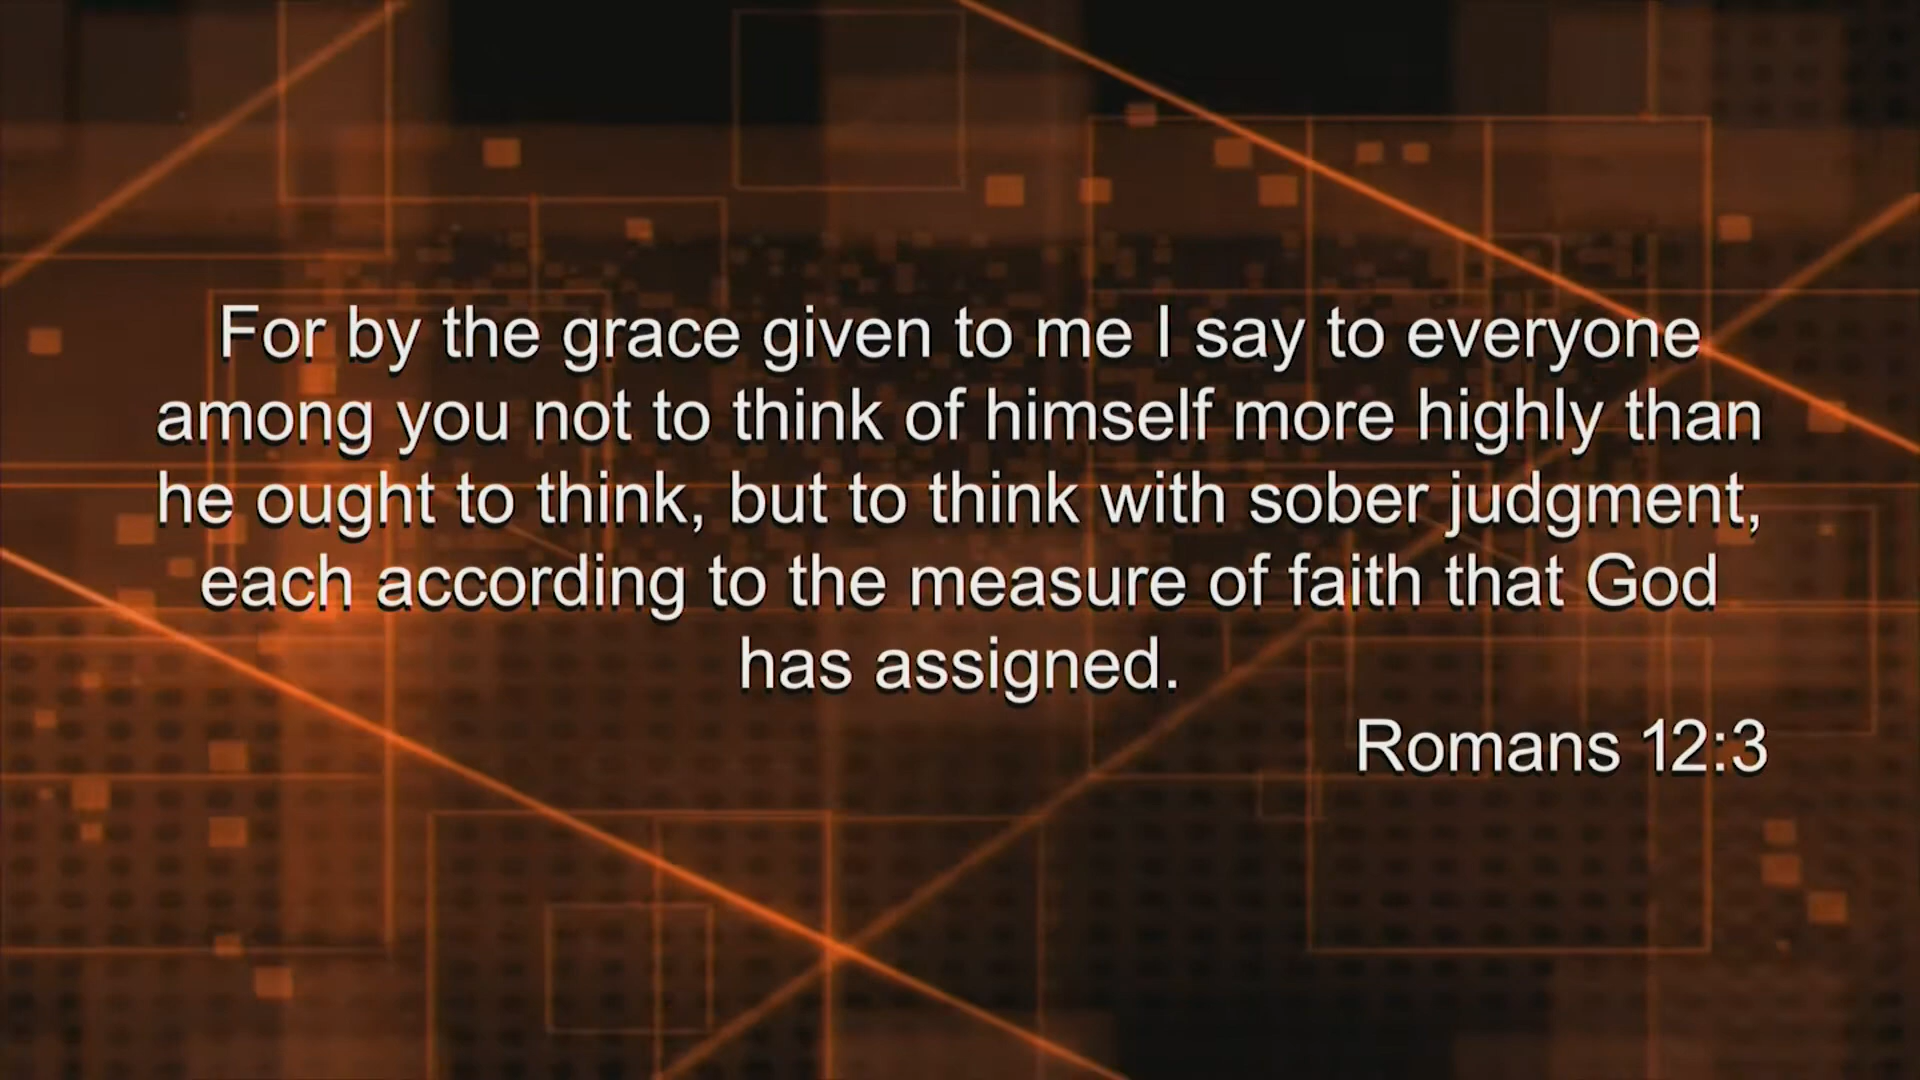 For by the grace given to me I say to everyone
among you not to think of himself more highly than
he ought to think, but to think with sober judgment,
each according to the measure of faith that God
has assigned.
Romans 12:3